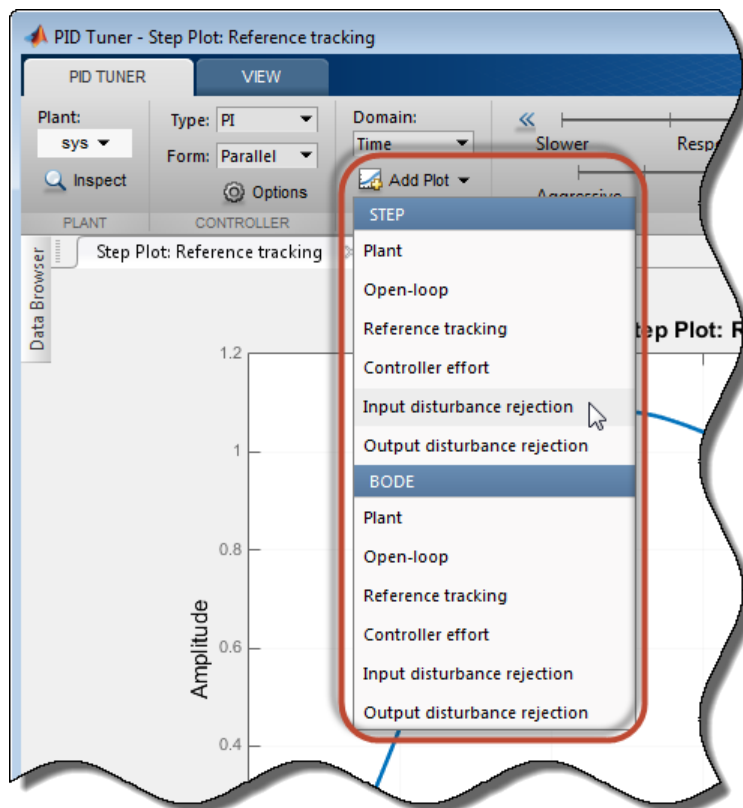 PID Tuner - Step Plot: Reference tracking
PID TUNER
VIEW
Plant:
sys
Inspect
PLANT
Type: PI
Form: Parallel
Options
CONTROLLER
Domain:
Time
Add Plot
Slower
STEP
Plant
Open-loop
Reference tracking
Controller effort
Input disturbance rejection
Output disturbance rejection
BODE
Plant
Open-loop
Reference tracking
Controller effort
Input disturbance rejection
Output disturbance rejection
Data Browser
Step Plot: Reference tracking
1.2
1
0.8
0.6
0.4
Amplitude